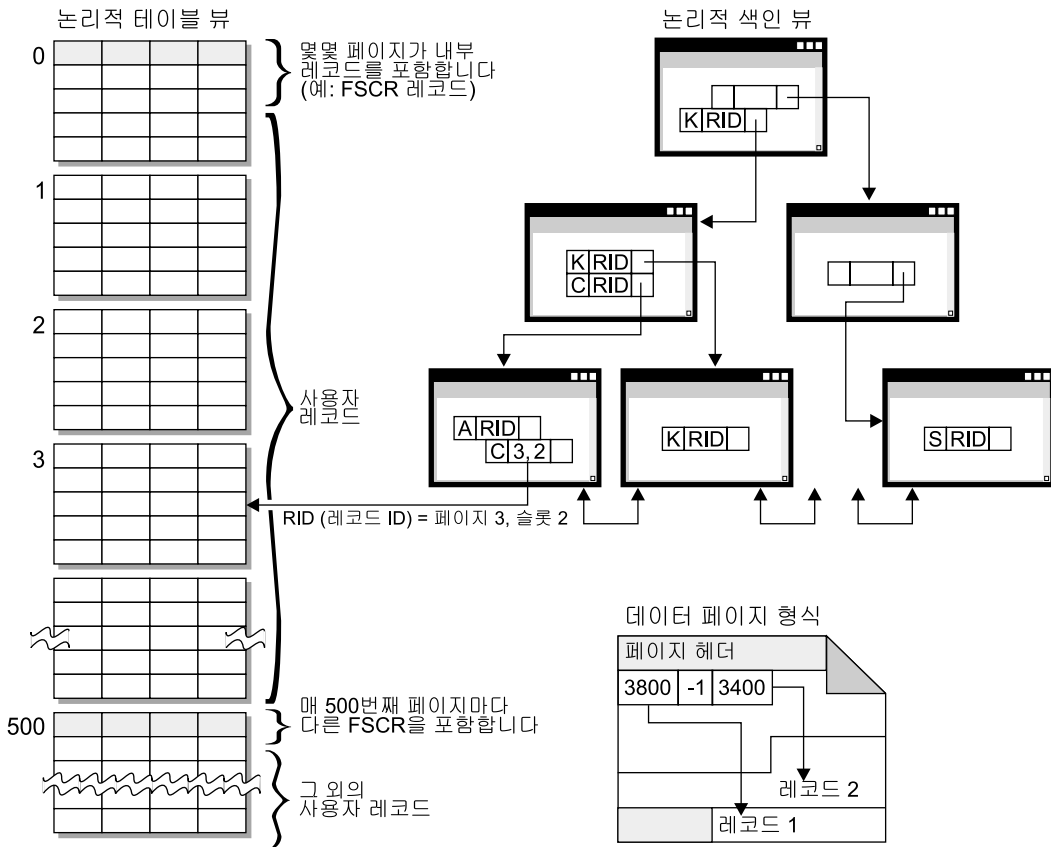 논리적 테이블 뷰
0
몇몇 페이지가 내부
레코드를 포함합니다
(예: FSCR 레코드)
1
2
사용자
레코드
3
RID (레코드 ID) = 페이지 3, 슬롯 2
매 500번째 페이지마다
다른 FSCR을 포함합니다
500
그 외의
사용자 레코드
논리적 색인 뷰
K RID
K RID
C RID
A RID
C 3, 2
K RID
S RID
데이터 페이지 형식
페이지 헤더
3800 -1 3400
레코드 2
레코드 1